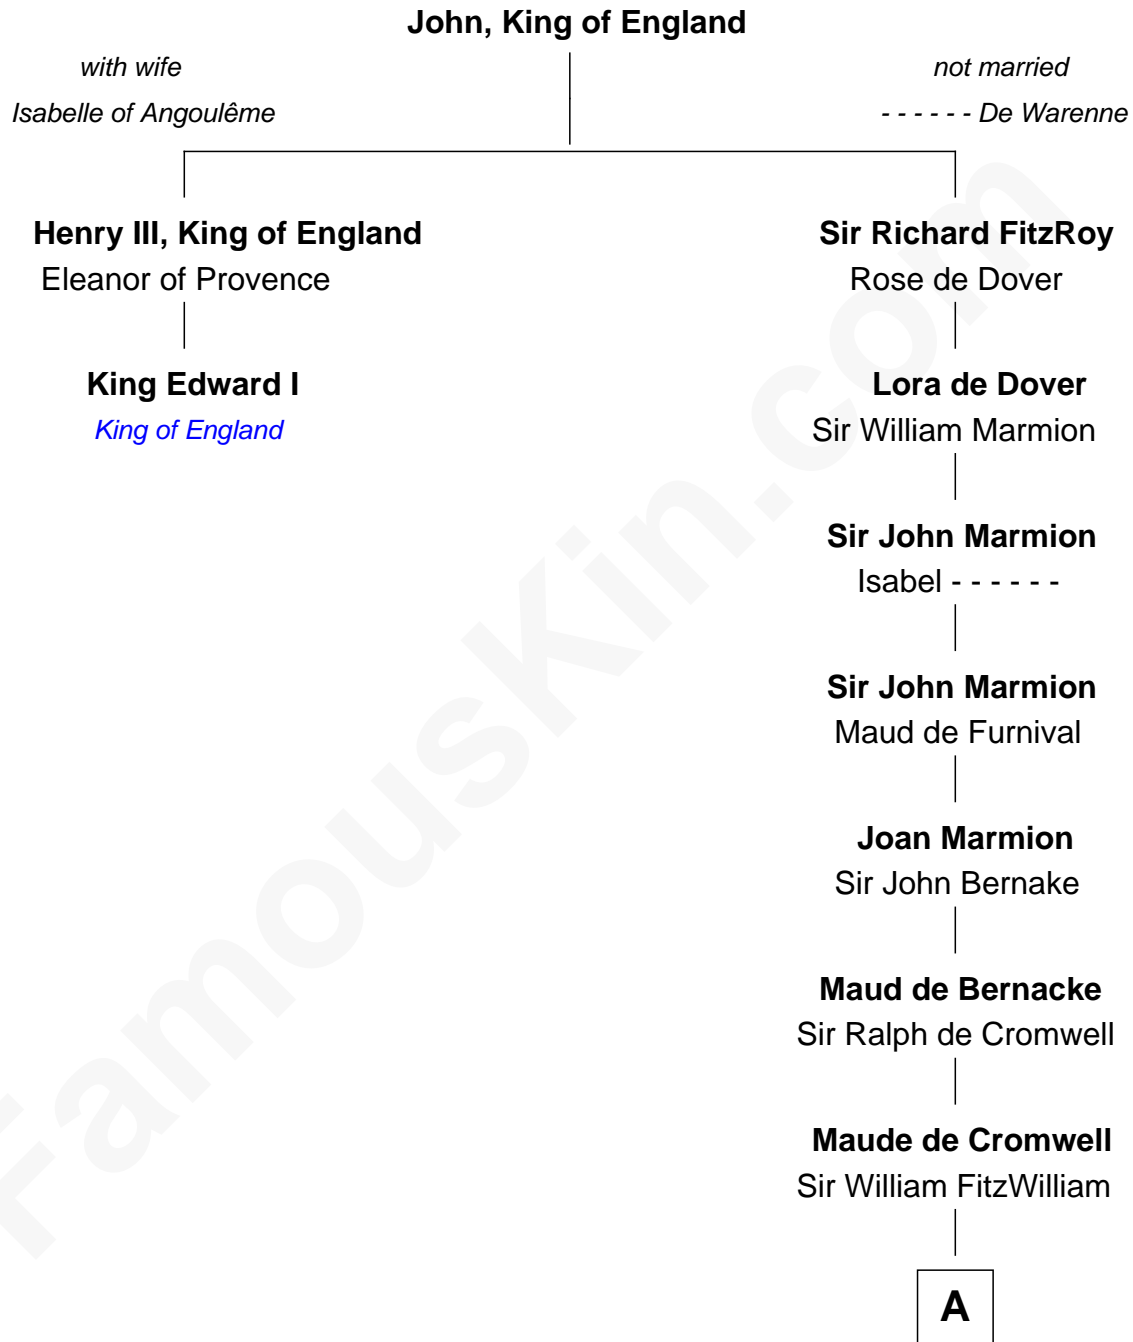 John, King of England
with wife
not married
Isabelle of Angoulême
- - - - - - De Warenne
Henry III, King of England
Sir Richard FitzRoy
Eleanor of Provence
Rose de Dover
King Edward I
Lora de Dover
King of England
Sir William Marmion
Sir John Marmion
Isabel - - - - - -
Sir John Marmion
Maud de Furnival
Joan Marmion
Sir John Bernake
Maud de Bernacke
Sir Ralph de Cromwell
Maude de Cromwell
Sir William FitzWilliam
A
FamousKin.com